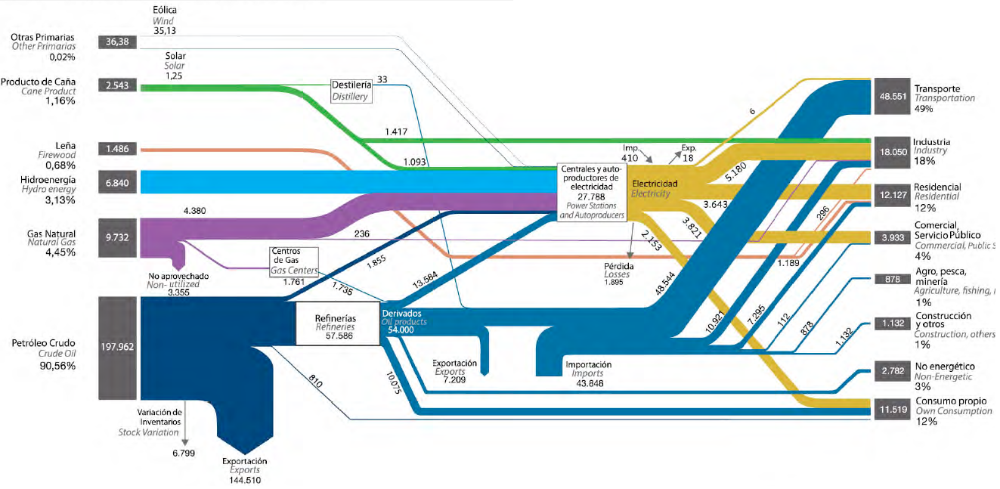 Eólica
Wind
35,13
Otras Primarias
Other Primarias
0,02%
36,38
Solar
Solar
1,25
Producto de Caña
Cane Product
1,16%
2.543
Destilería
Distillery
33
Leña
Firewood
0,68%
1.486
1.417
1.093
Hidroenergía
Hydro energy
3,13%
6.840
Gas Natural
Natural Gas
4,45%
9.732
4.380
236
No aprovechado
Non- utilized
3.355
Centros
de Gas
Gas Centers
1.761
1.735
1.855
13.584
Centrales y auto-
productores de
electricidad
27.788
Power Stations
and Autoproducers
Imp.
410
Exp.
18
Electricidad
Electricity
Pérdida
Losses
1.895
6
5.180
3.643
3.821
2.153
Petróleo Crudo
Crude Oil
90,56%
197.962
Refinerías
Refineries
57.586
Derivados
Oil products
54.000
Variación de
Inventarios
Stock Variation
6.799
Exportación
Exports
144.510
810
10.075
Exportación
Exports
7.209
Importación
Imports
43.848
48.544
10.921
7.295
112
878
1.132
296
1.189
48.551
Transporte
Transportation
49%
18.050
Industria
Industry
18%
12.127
Residencial
Residential
12%
3.933
Comercial,
Servicio Público
Commercial, Public S
4%
878
Agro, pesca,
minería
Agriculture, fishing,
1%
1.132
Construcción
y otros
Construction, others
1%
2.782
No energético
Non-Energetic
3%
11.519
Consumo propio
Own Consumption
12%